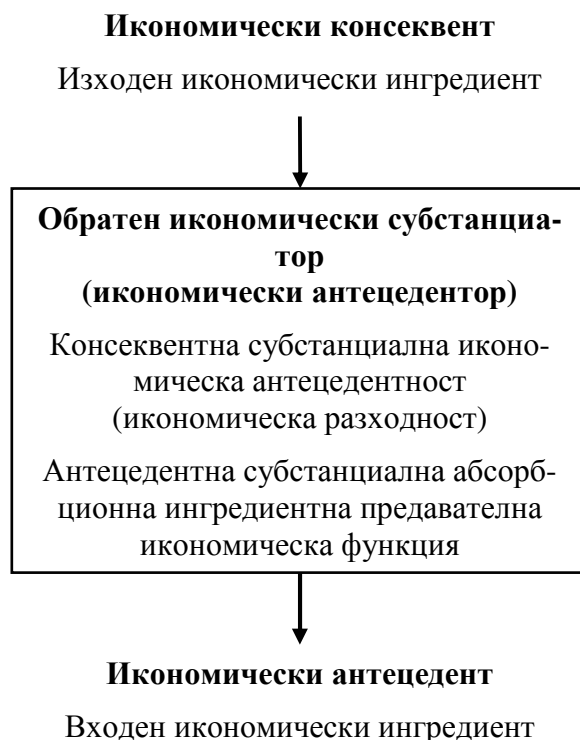 Икономически консеквент
Изходен икономически ингредиент
Обратен икономически субстанциа-
тор
(икономически антецедентор)
Консеквентна субстанциална иконо-
мическа антецедентност
(икономическа разходност)
Антецедентна субстанциална абсорб-
ционна ингредиентна предавателна
икономическа функция
Икономически антецедент
Входен икономически ингредиент